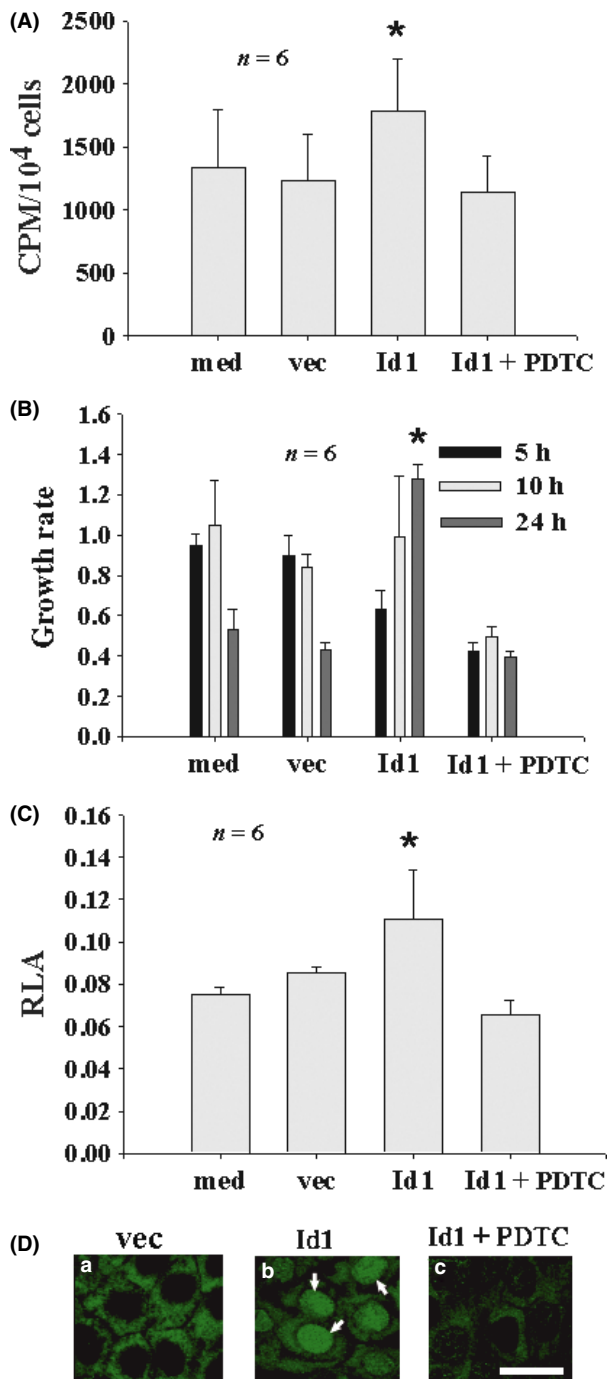 (A)
CPM/10⁴ cells
2500
2000
1500
1000
500
0
n = 6
*
med vec Id1 Id1 + PDTC
(B)
Growth rate
1.6
1.4
1.2
1.0
0.8
0.6
0.4
0.2
0.0
n = 6
*
5 h
10 h
24 h
med vec Id1 Id1 + PDTC
(C)
RLA
0.16
0.14
0.12
0.10
0.08
0.06
0.04
0.02
0.00
n = 6
*
med vec Id1 Id1 + PDTC
(D)
vec Id1 Id1 + PDTC
a b c